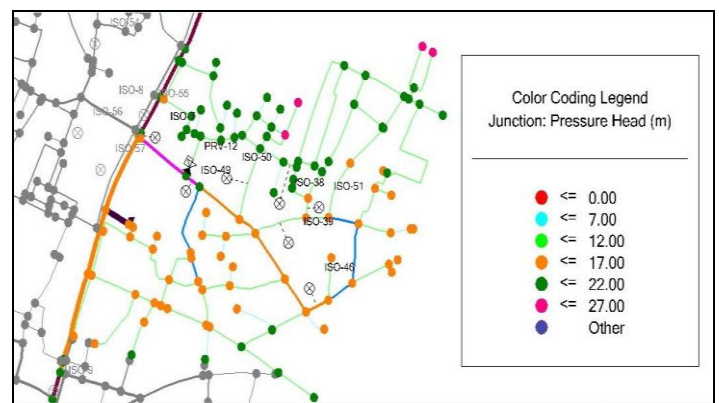 ISO-54
ISO-8
ISO-55
ISO-56
ISO-57
PRV-12
ISO-50
ISO-49
ISO-38
ISO-51
ISO-39
ISO-46
ISO-9
Color Coding Legend
Junction: Pressure Head (m)
<= 0.00
<= 7.00
<= 12.00
<= 17.00
<= 22.00
<= 27.00
Other